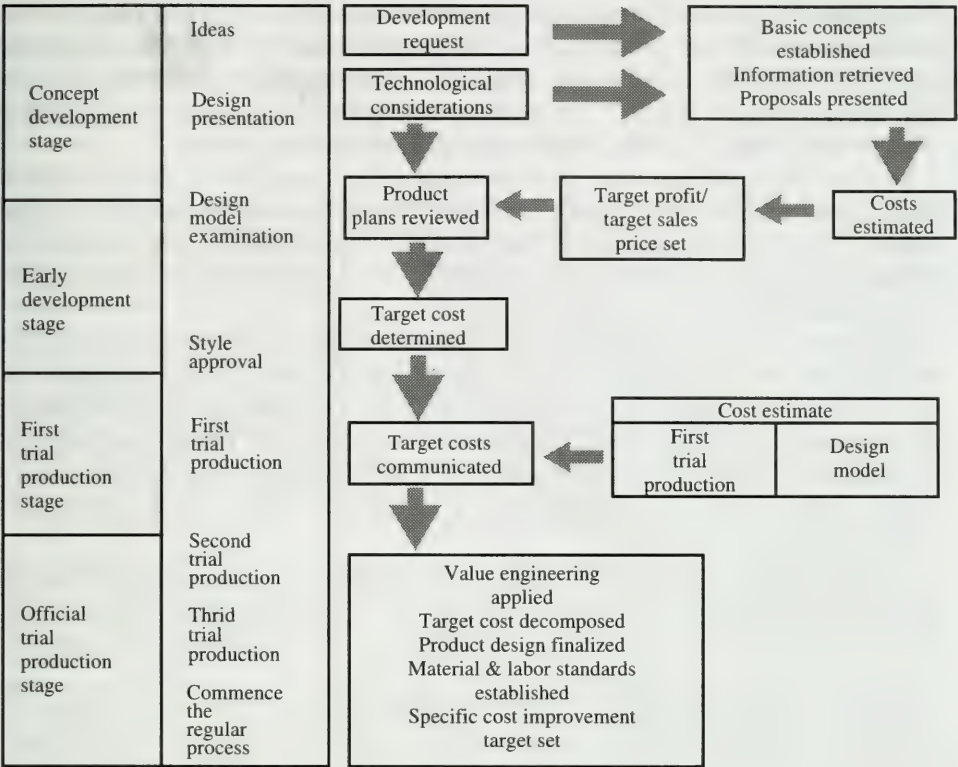 Concept
development
stage
Early
development
stage
First
trial
production
stage
Official
trial
production
stage
Ideas
Design
presentation
Design
model
examination
Style
approval
First
trial
production
Second
trial
production
Thrid
trial
production
Commence
the
regular
process
Development
request
Basic concepts
established
Information retrieved
Proposals presented
Technological
considerations
Product
plans reviewed
Target profit/
target sales
price set
Costs
estimated
Target cost
determined
Target costs
communicated
Cost estimate
First
trial
production
Design
model
Value engineering
applied
Target cost decomposed
Product design finalized
Material & labor standards
established
Specific cost improvement
target set